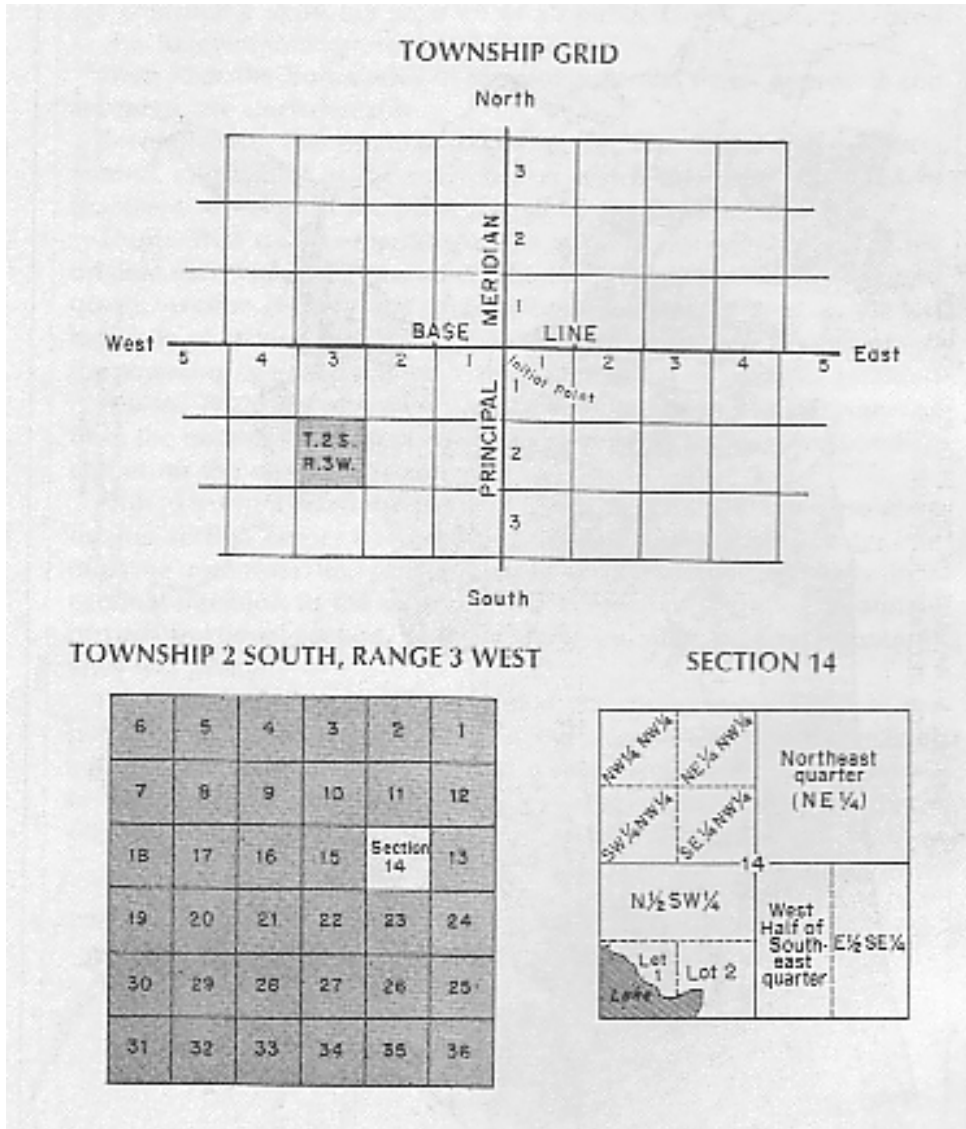 TOWNSHIP GRID
North
3
2
1
PRINCIPAL MERIDIAN
BASE LINE
West 5 4 3 2 1 1 2 3 4 5 East
Initial Point
1
T.2 S.
R.3W.
2
3
South
TOWNSHIP 2 SOUTH, RANGE 3 WEST
6 5 4 3 2 1
7 8 9 10 11 12
18 17 16 15 Section 14 13
19 20 21 22 23 24
30 29 28 27 26 25
31 32 33 34 35 36
SECTION 14
NW¼ NW¼
NE¼ NW¼
SW¼ NW¼
SE¼ NW¼
Northeast
quarter
(NE ¼)
14
N½ SW¼
Lot
1
Lot 2
Lake
West
Half of
South-
east
quarter
E½ SE¼